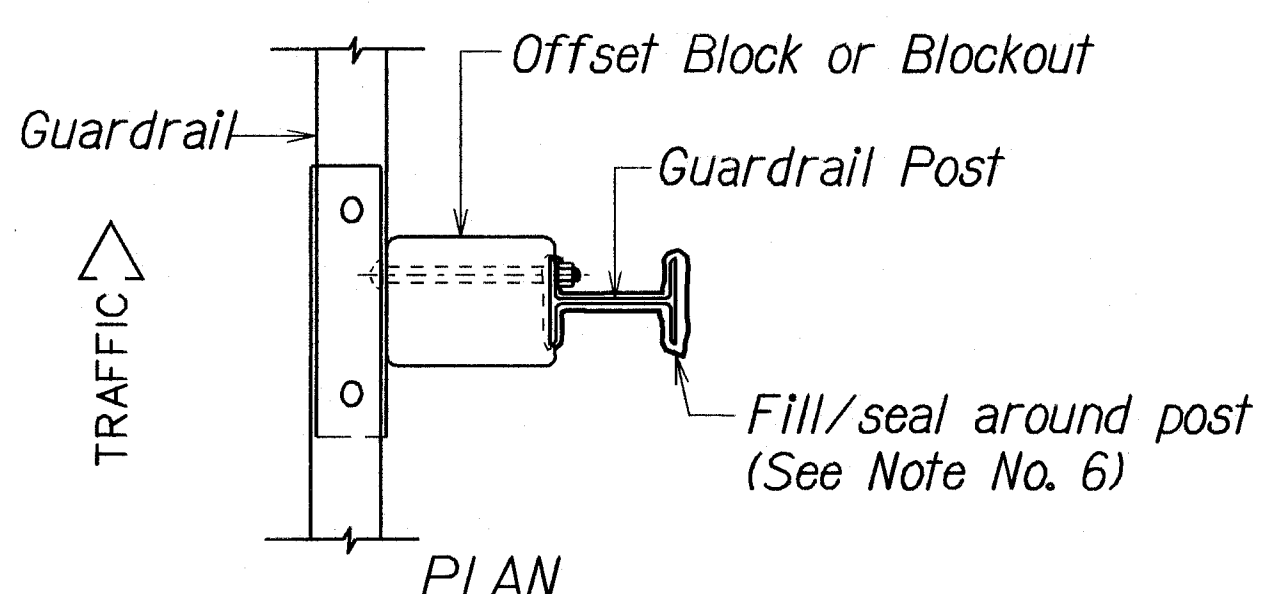 Offset Block or Blockout
Guardrail
Guardrail Post
TRAFFIC
Fill/seal around post
(See Note No. 6)
PLAN